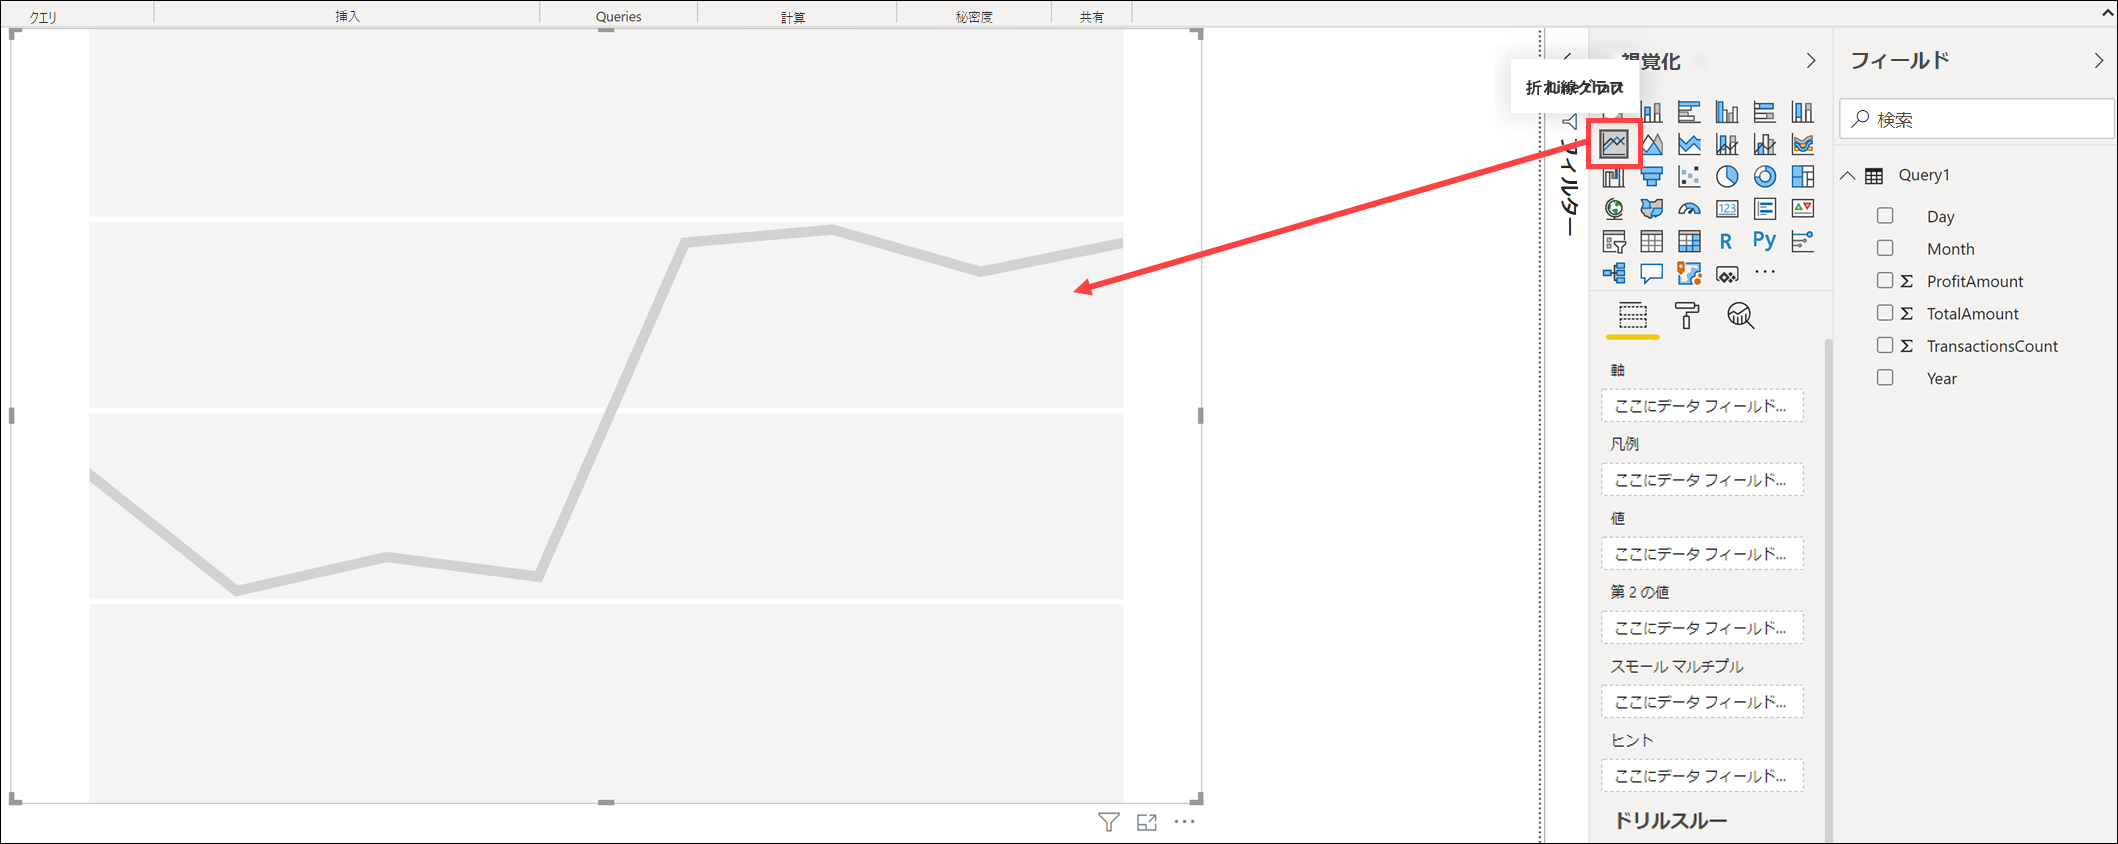 クエリ
挿入
Queries
計算
秘密度
共有
視覚化
折れ線グラフ
フィルター
123
R
Py
...
軸
ここにデータ フィールド...
凡例
ここにデータ フィールド...
値
ここにデータ フィールド...
第 2 の値
ここにデータ フィールド...
スモール マルチプル
ここにデータ フィールド...
ヒント
ここにデータ フィールド...
ドリルスルー
フィールド
検索
Query1
Day
Month
Σ ProfitAmount
Σ TotalAmount
Σ TransactionsCount
Year